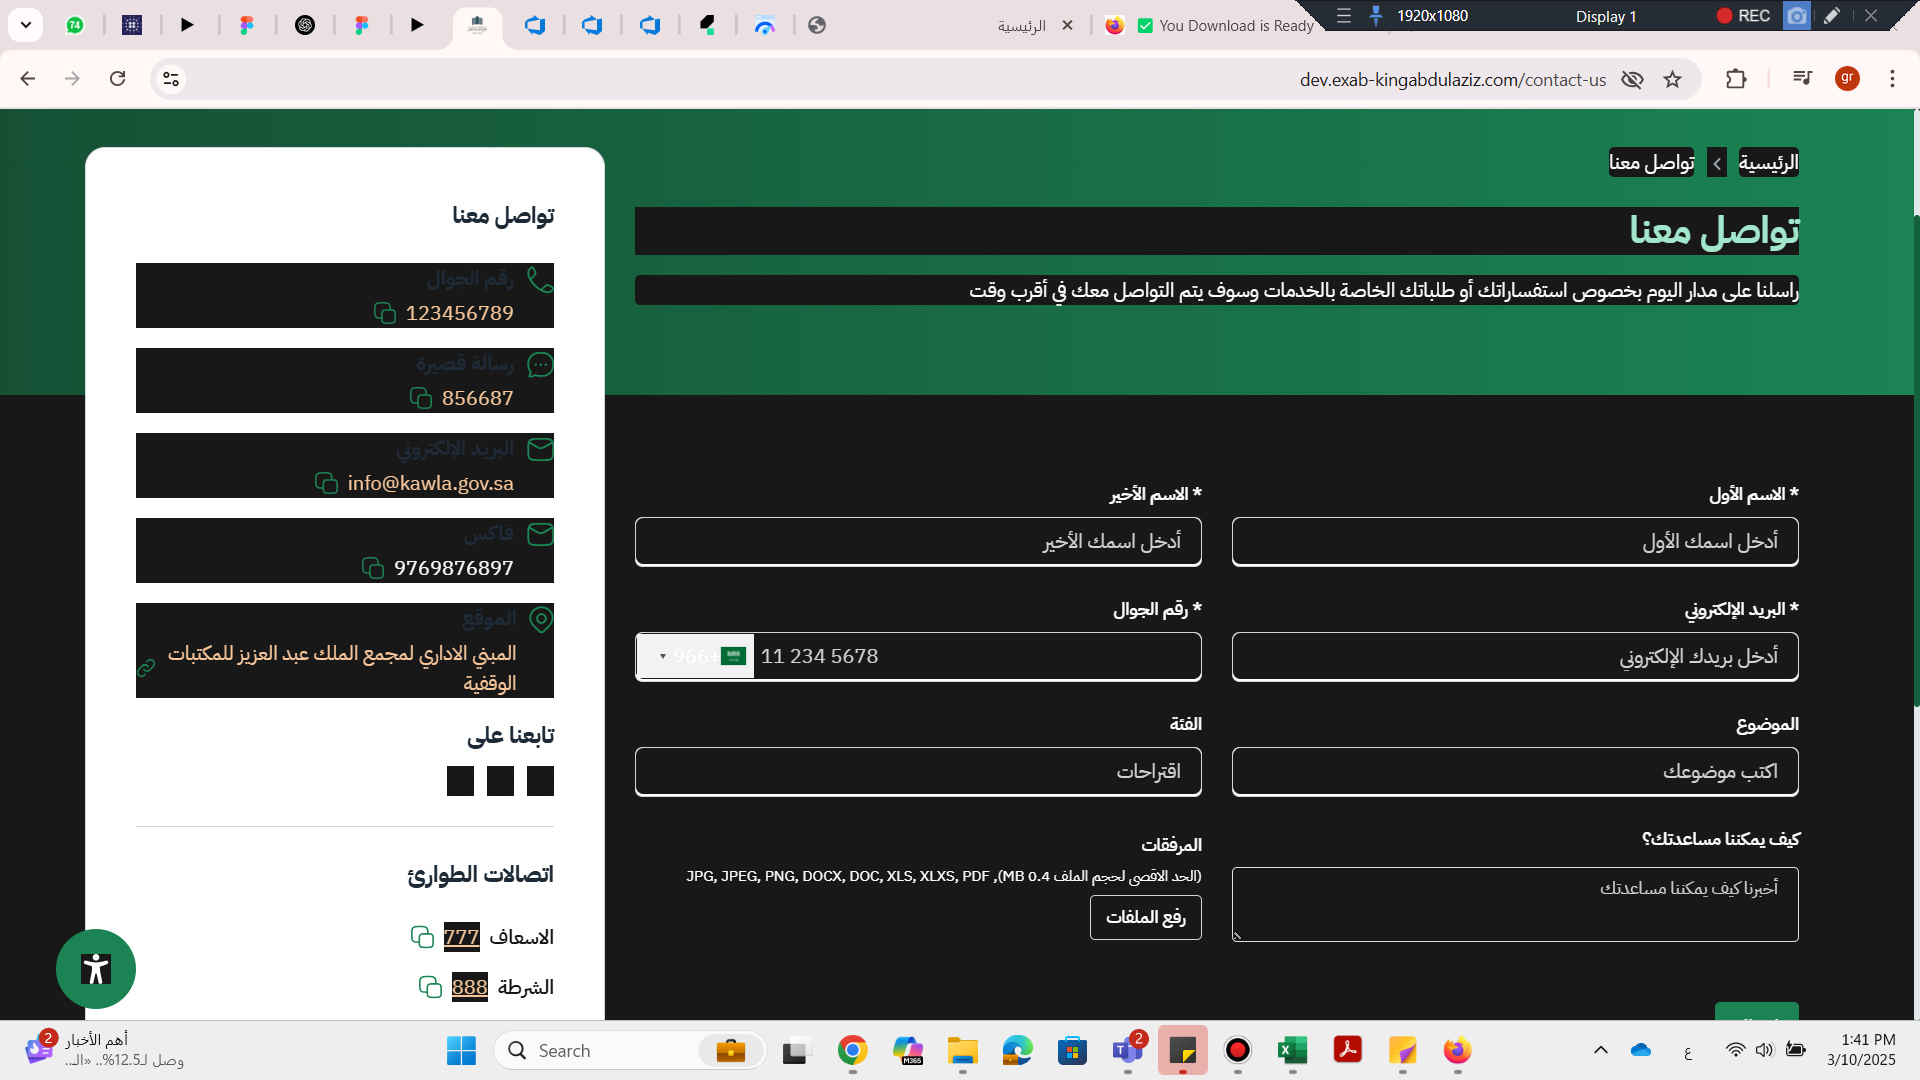 74
الرئيسية
You Download is Ready
1920x1080
Display 1
REC
dev.exab-kingabdulaziz.com/contact-us
gr
الرئيسية
تواصل معنا
تواصل معنا
راسلنا على مدار اليوم بخصوص استفساراتك أو طلباتك الخاصة بالخدمات وسوف يتم التواصل معك في أقرب وقت
* الاسم الأول
أدخل اسمك الأول
* الاسم الأخير
أدخل اسمك الأخير
* البريد الإلكتروني
أدخل بريدك الإلكتروني
* رقم الجوال
966+
11 234 5678
الموضوع
اكتب موضوعك
الفئة
اقتراحات
كيف يمكننا مساعدتك؟
أخبرنا كيف يمكننا مساعدتك
المرفقات
(الحد الاقصى لحجم الملف 0.4 MB), JPG, JPEG, PNG, DOCX, DOC, XLS, XLXS, PDF
رفع الملفات
تواصل معنا
رقم الجوال
123456789
رسالة قصيرة
856687
البريد الإلكتروني
info@kawla.gov.sa
فاكس
9769876897
الموقع
المبني الاداري لمجمع الملك عبد العزيز للمكتبات
الوقفية
تابعنا على
اتصالات الطوارئ
الاسعاف
777
الشرطة
888
2
أهم الأخبار
وصل لـ12.5%.. «الـ...
Search
M365
2
ع
1:41 PM
3/10/2025